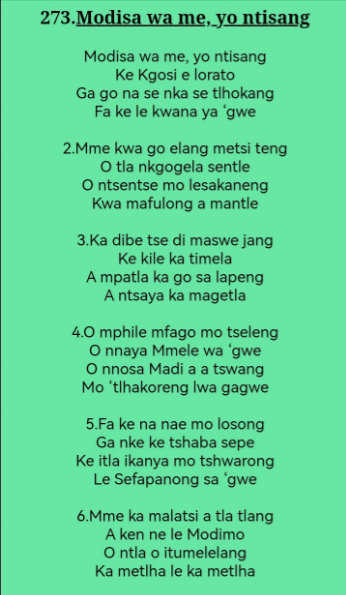 273.Modisa wa me, yo ntisang
Modisa wa me, yo ntisang
Ke Kgosi e lorato
Ga go na se nka se tlhokang
Fa ke le kwana ya ‘gwe
2.Mme kwa go elang metsi teng
O tla nkgogela sentle
O ntsentse mo lesakaneng
Kwa mafulong a mantle
3.Ka dibe tse di maswe jang
Ke kile ka timela
A mpatla ka go sa lapeng
A ntsaya ka magetla
4.O mphile mfago mo tseleng
O nnaya Mmele wa ‘gwe
O nnosa Madi a a tswang
Mo ‘tlhakoreng lwa gagwe
5.Fa ke na nae mo losong
Ga nke ke tshaba sepe
Ke itla ikanya mo tshwarong
Le Sefapanong sa ‘gwe
6.Mme ka malatsi a tla tlang
A ken ne le Modimo
O ntla o itumelelang
Ka metlha le ka metlha